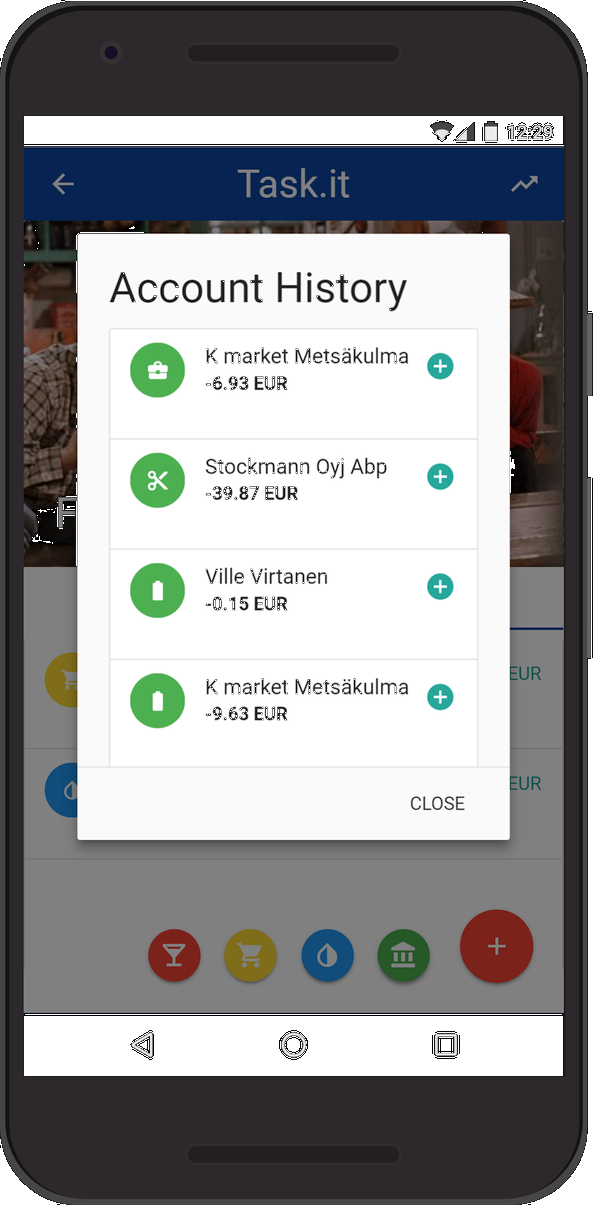 12:29
Task.it
Account History
K market Metsäkulma
-6.93 EUR
Stockmann Oyj Abp
-39.87 EUR
Ville Virtanen
-0.15 EUR
K market Metsäkulma
-9.63 EUR
EUR
EUR
CLOSE